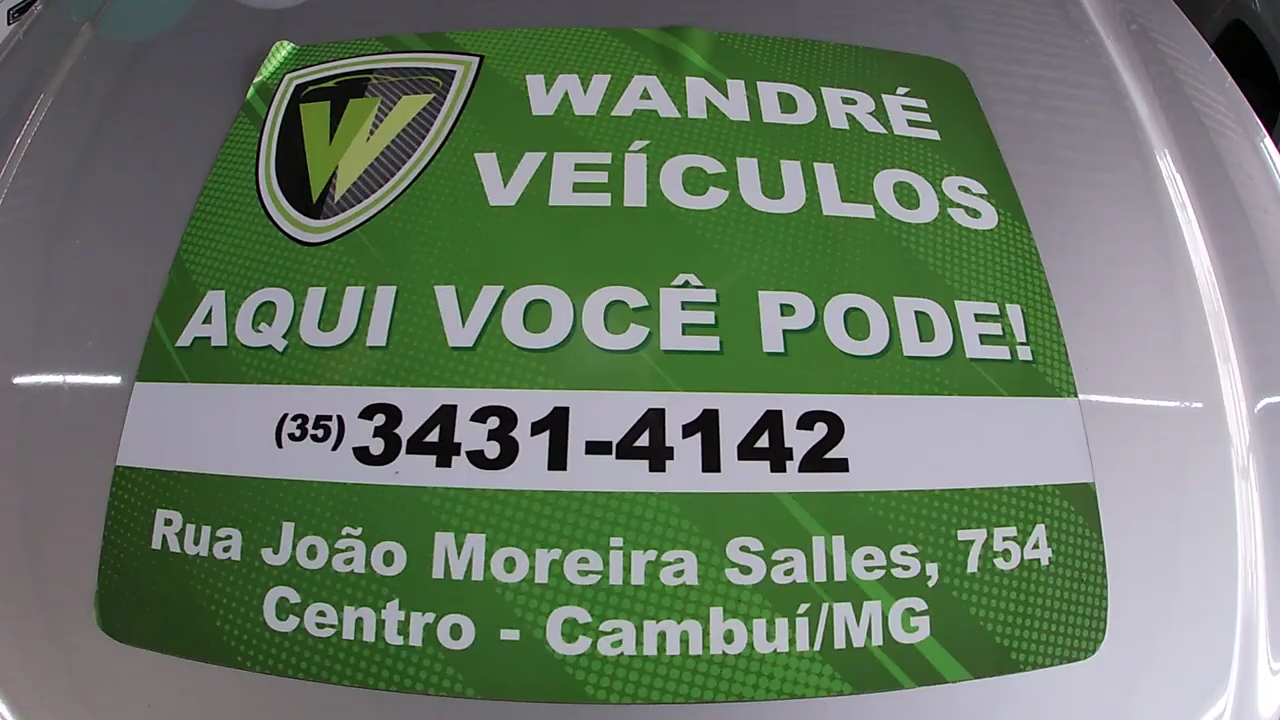 W
WANDRÉ
VEÍCULOS
AQUI VOCÊ PODE!
(35) 3431-4142
Rua João Moreira Salles, 754
Centro - Cambuí/MG